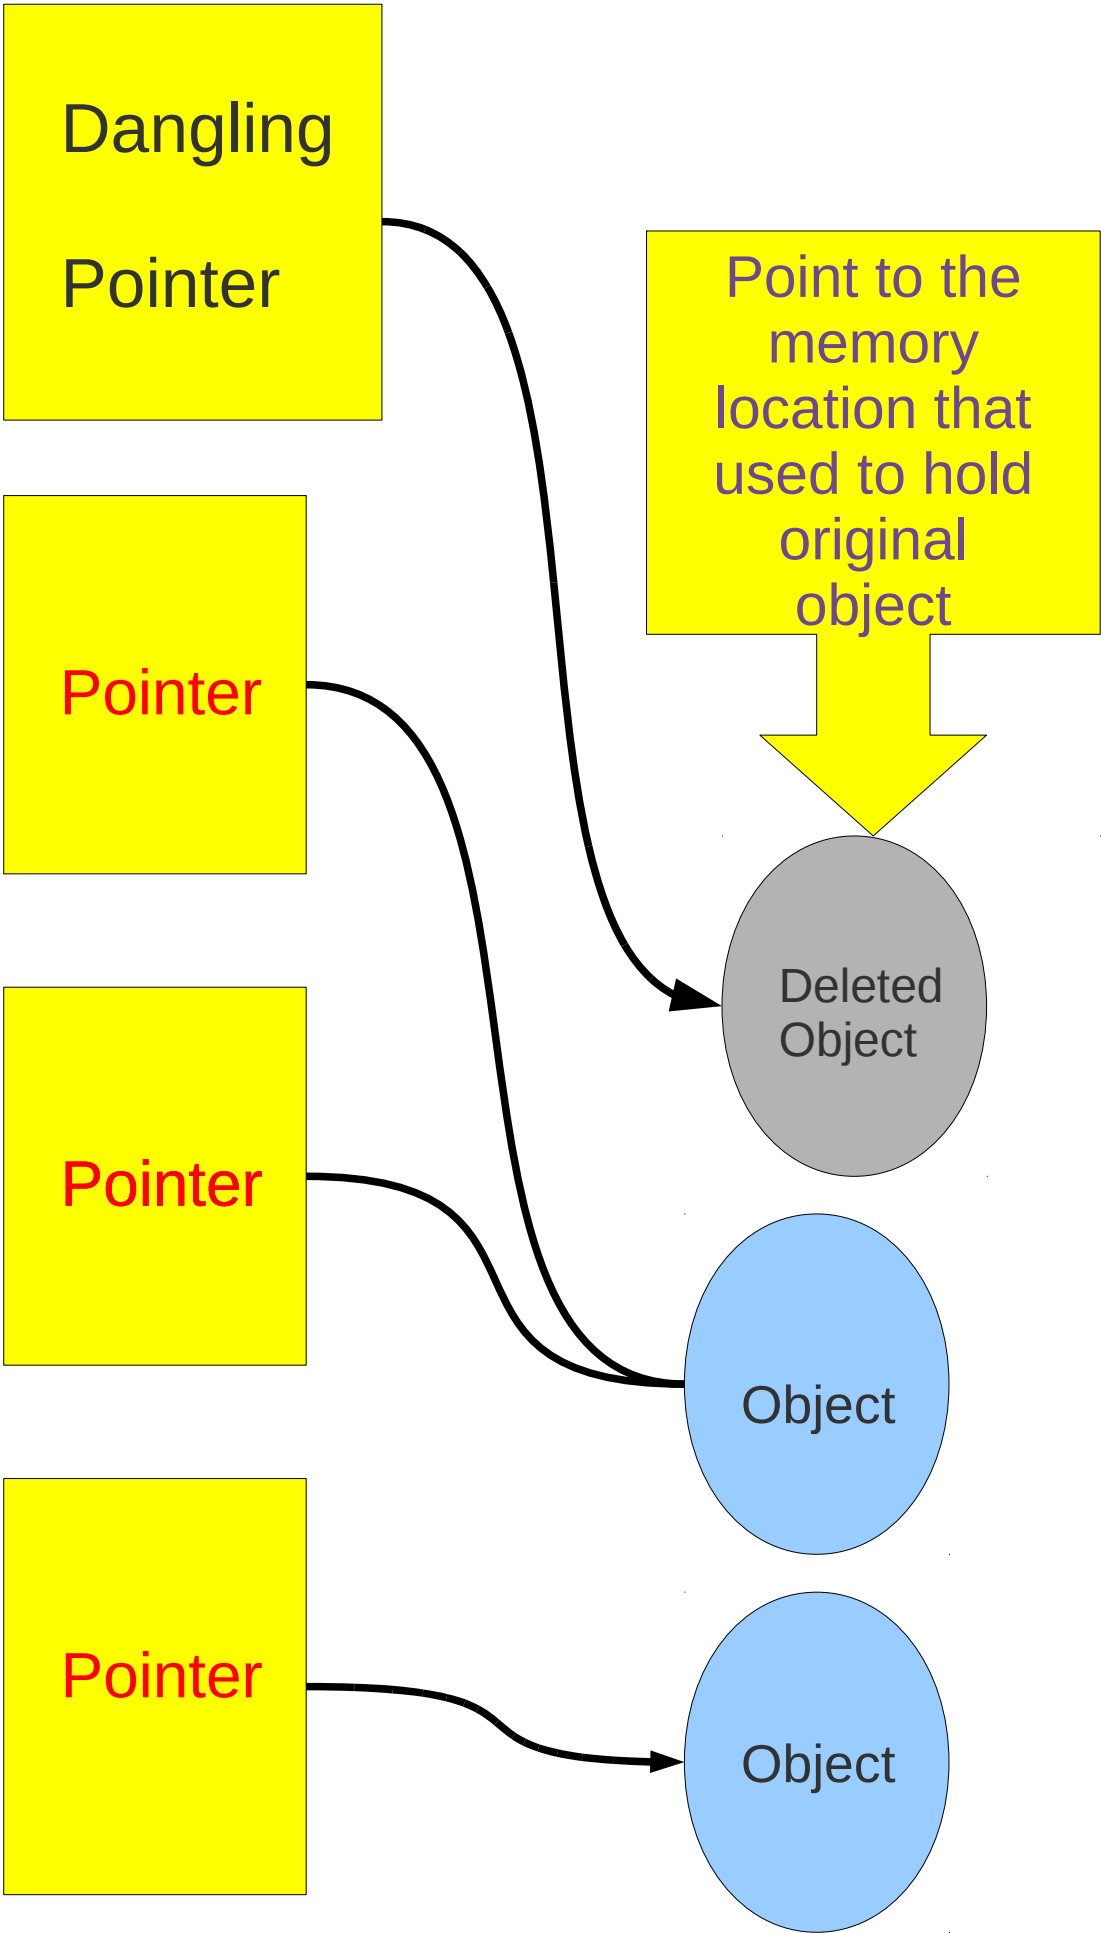 Dangling
Pointer
Point to the
memory
location that
used to hold
original
object
Pointer
Deleted
Object
Pointer
Object
Pointer
Object